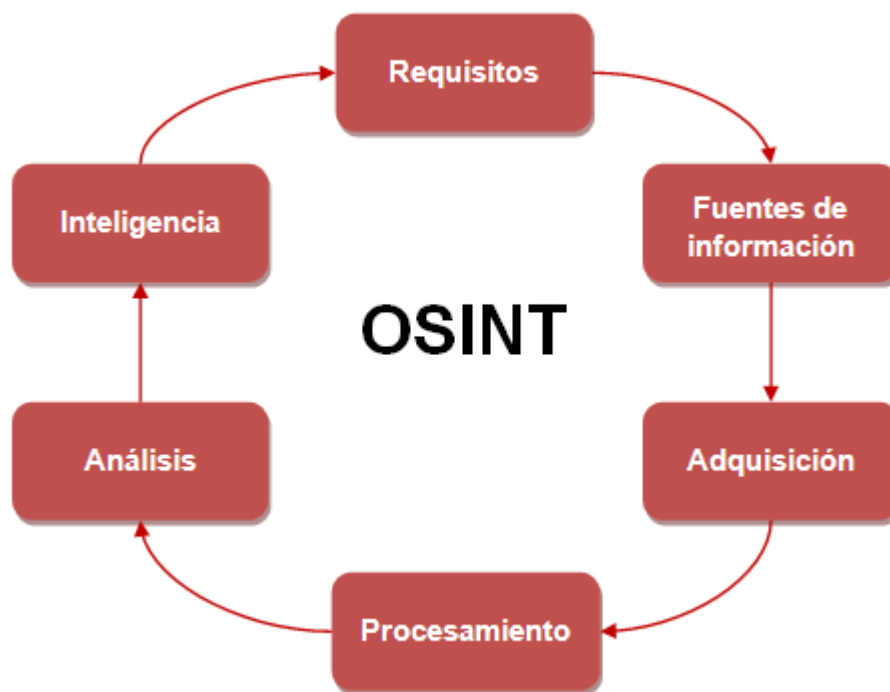 Requisitos
Fuentes de
información
Inteligencia
OSINT
Análisis
Adquisición
Procesamiento